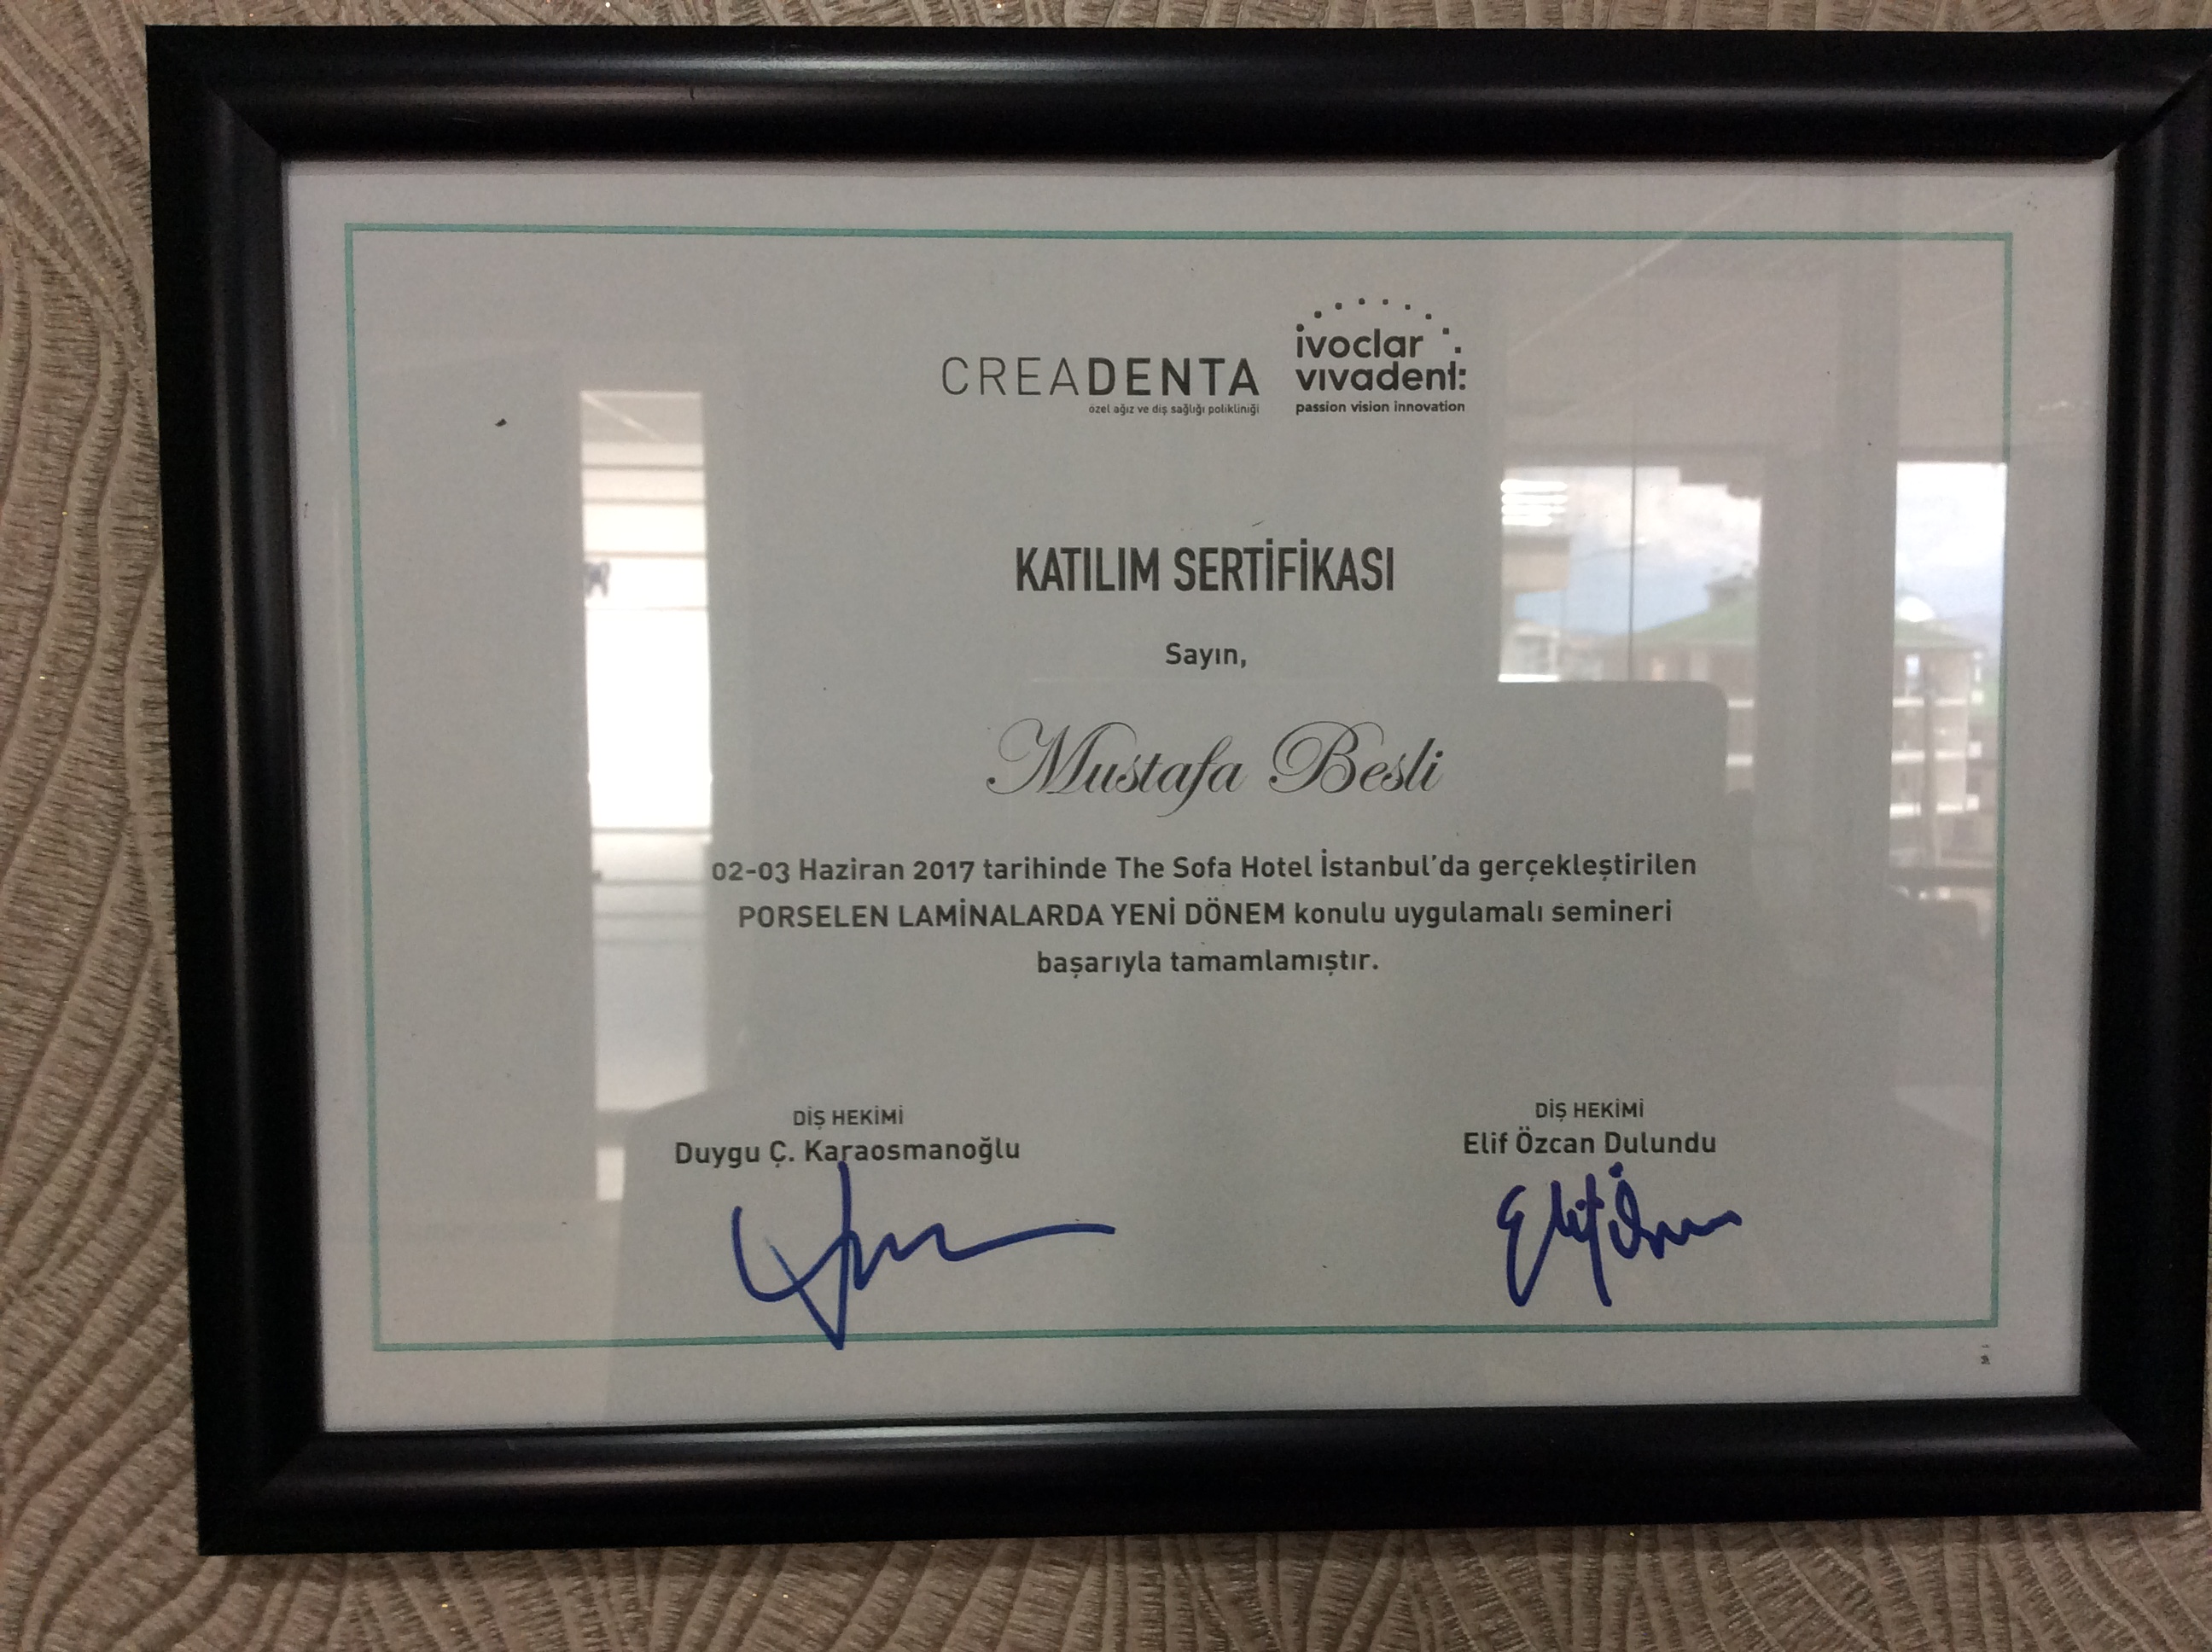 CREADENTA
özel ağız ve diş sağlığı polikliniği
ivoclar
vivadent:
passion vision innovation
KATILIM SERTİFİKASI
Sayın,
Mustafa Besli
02-03 Haziran 2017 tarihinde The Sofa Hotel İstanbul'da gerçekleştirilen
PORSELEN LAMİNALARDA YENİ DÖNEM konulu uygulamalı semineri
başarıyla tamamlamıştır.
DİŞ HEKİMİ
Duygu Ç. Karaosmanoğlu
DİŞ HEKİMİ
Elif Özcan Dulundu